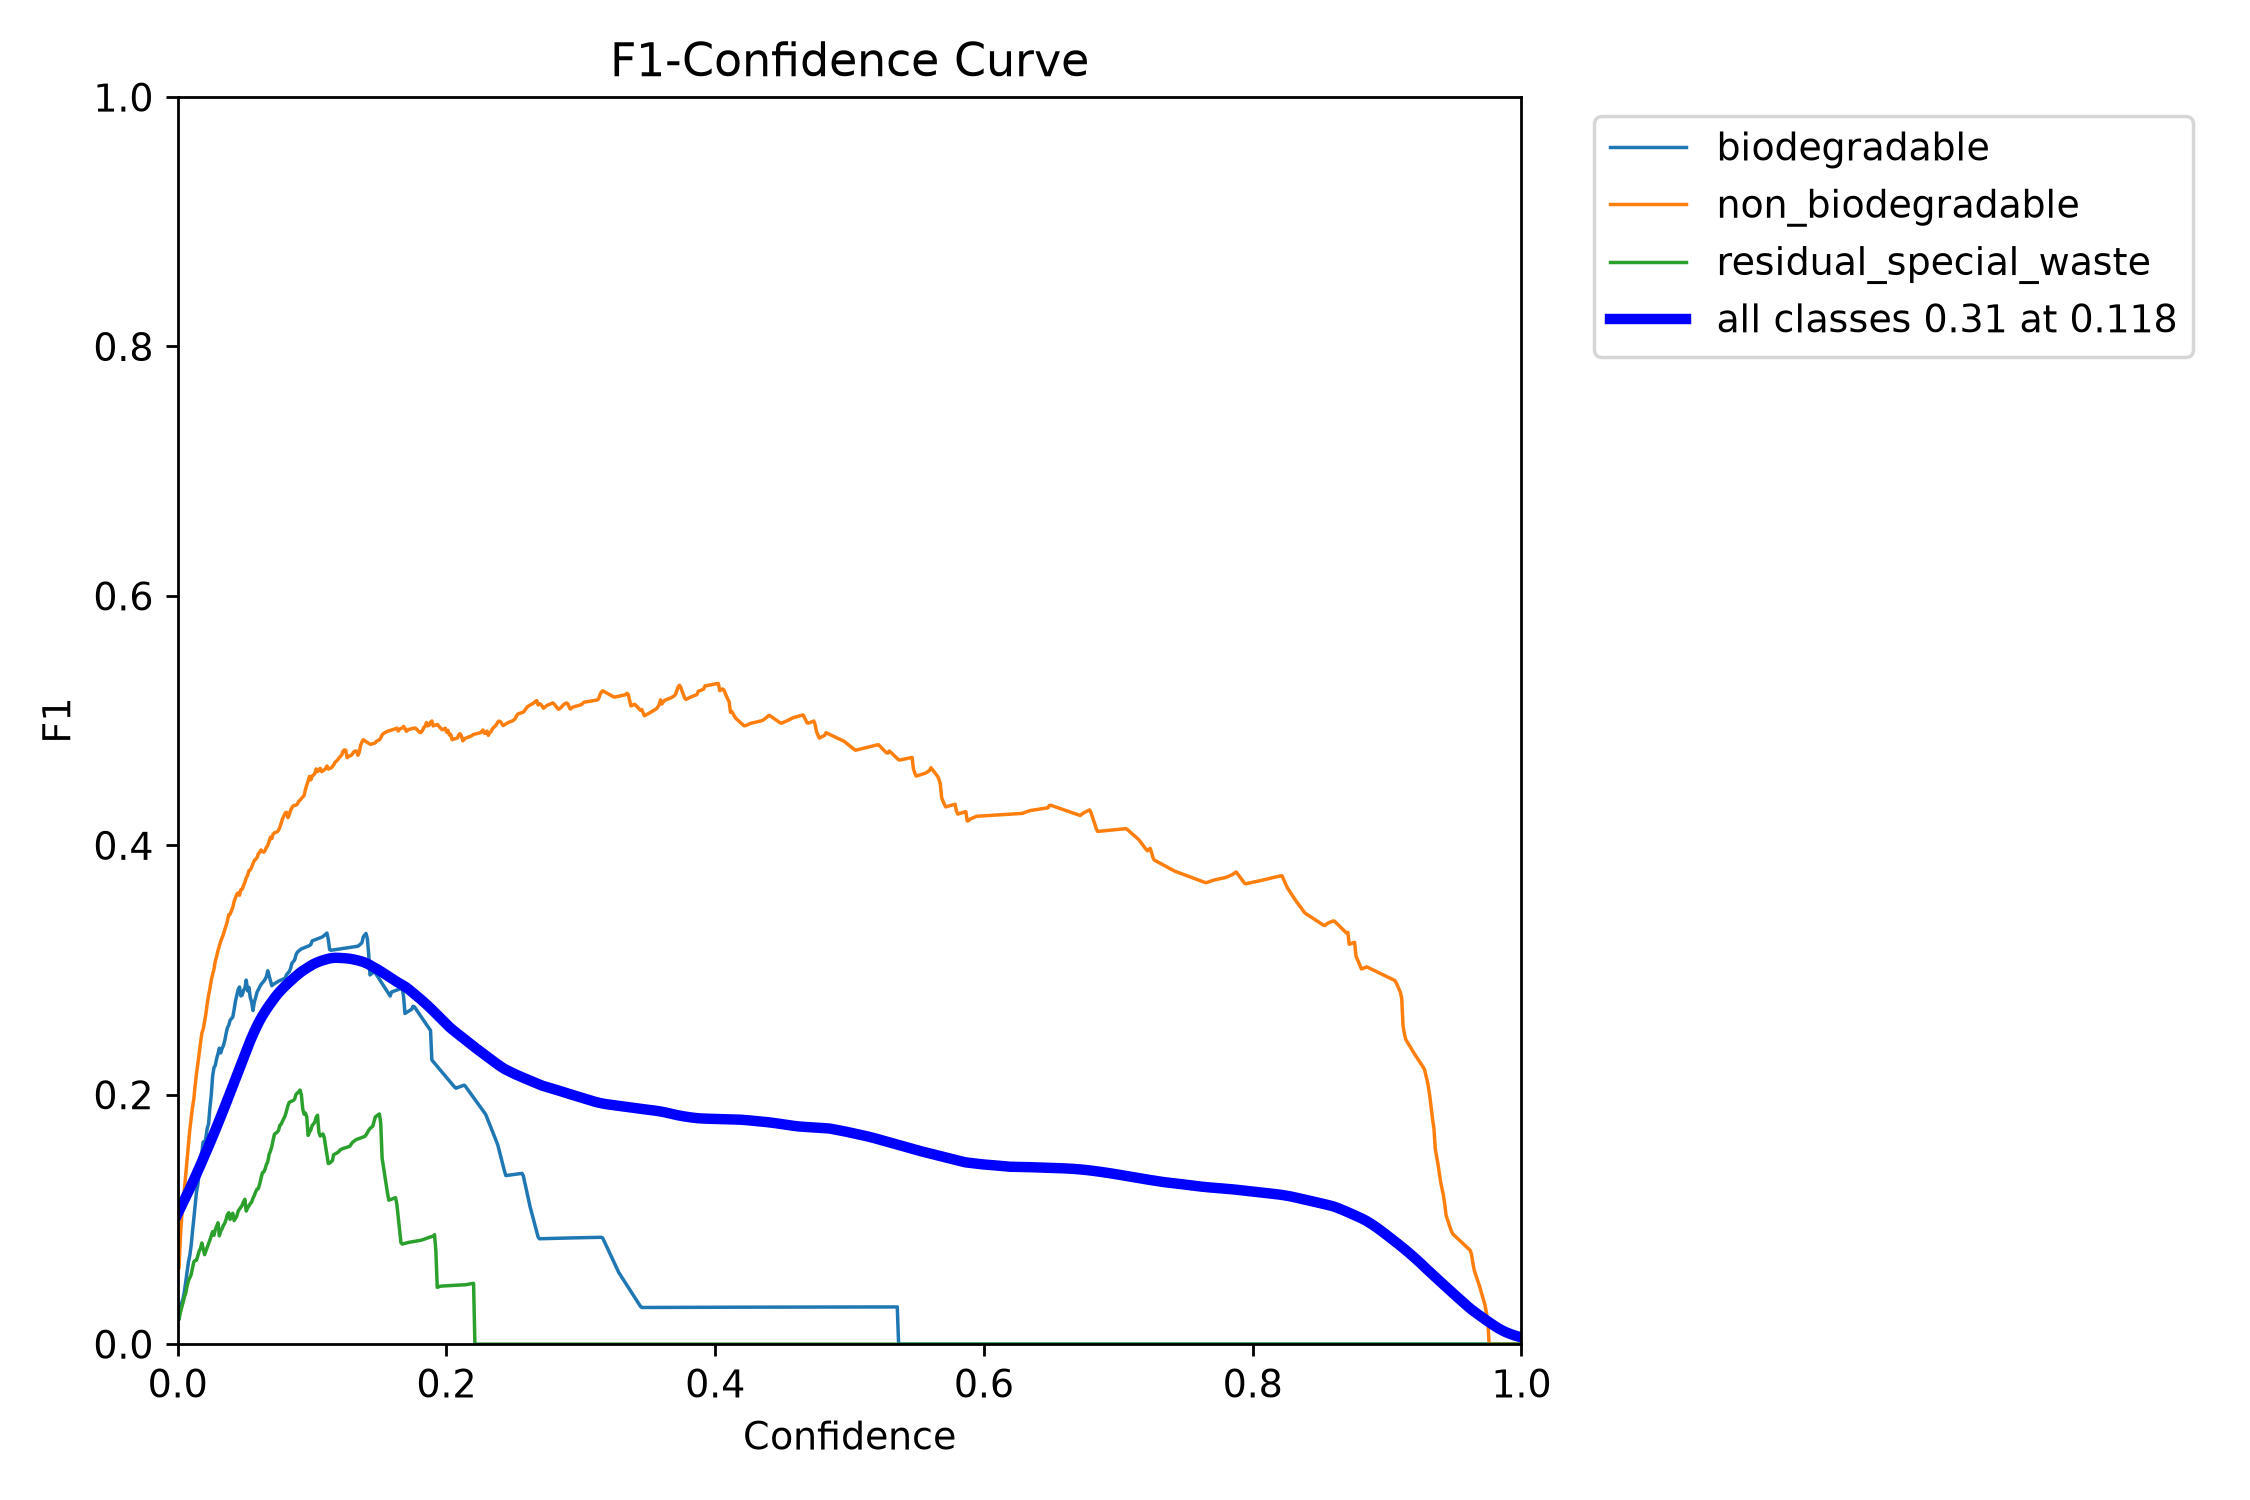 F1-Confidence Curve
1.0
0.8
0.6
0.4
0.2
0.0
F1
0.0 0.2 0.4 0.6 0.8 1.0
Confidence
biodegradable
non_biodegradable
residual_special_waste
all classes 0.31 at 0.118